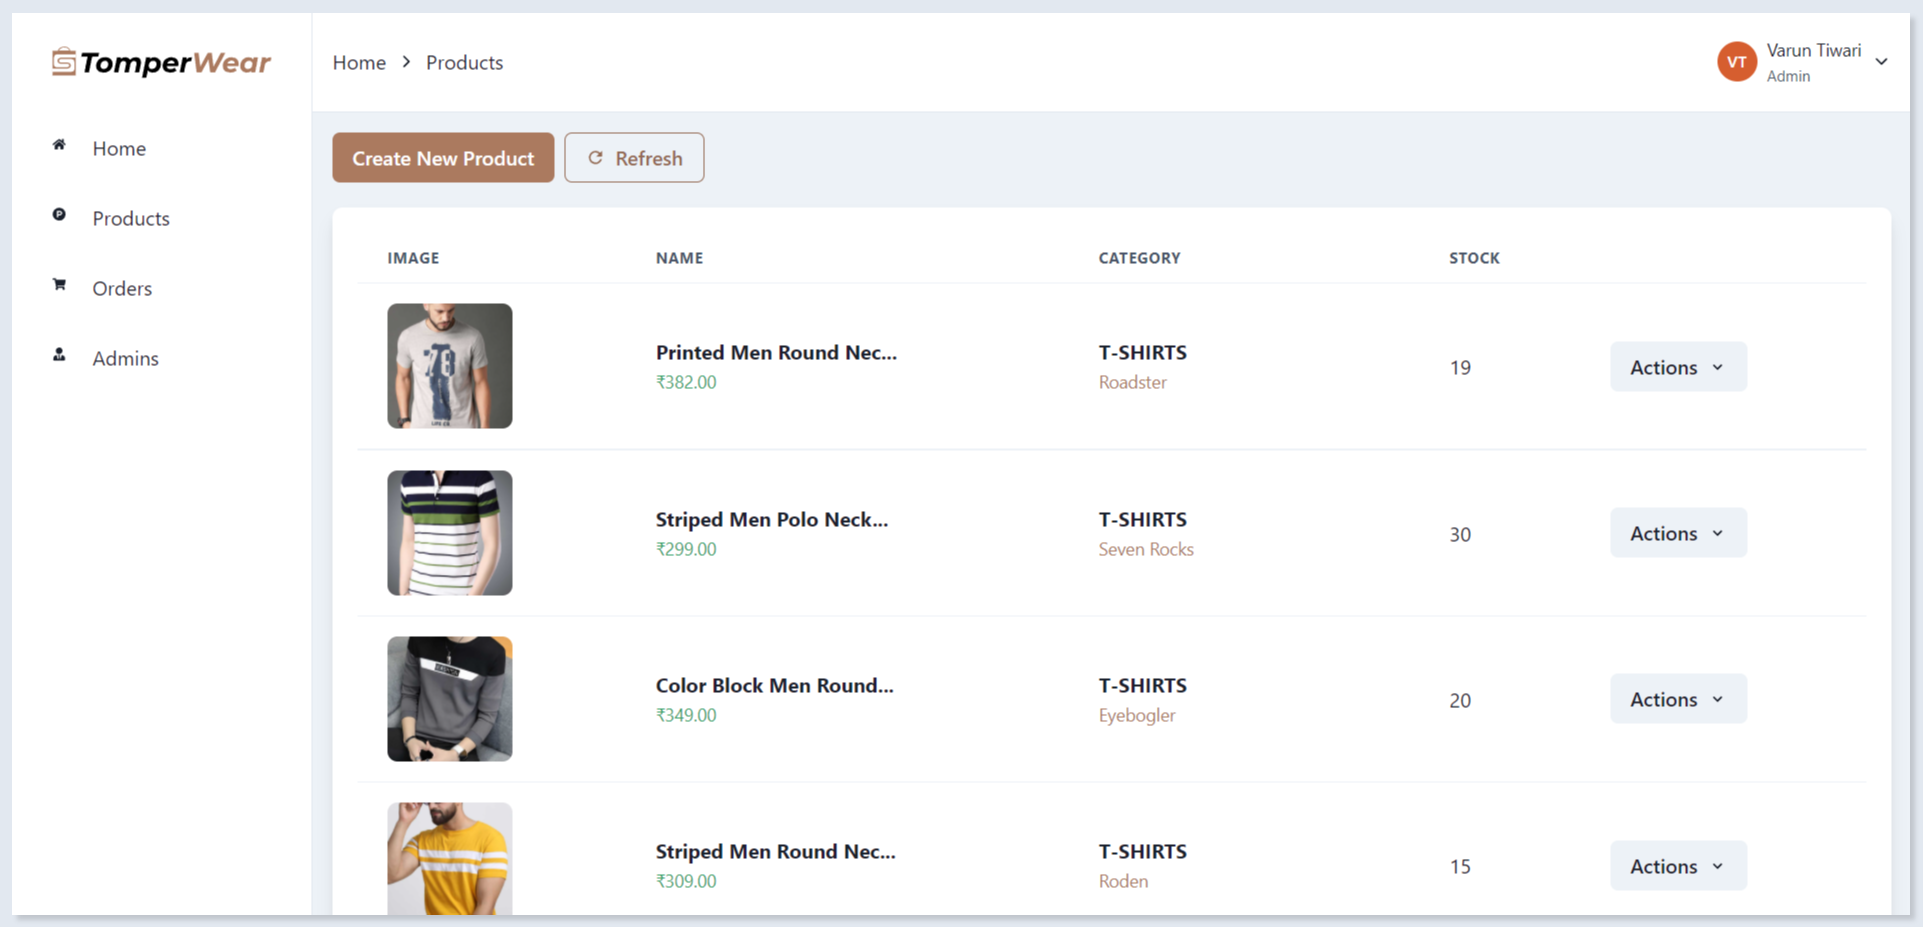 TomperWear
Home
Products
Orders
Admins
Home > Products
VT
Varun Tiwari
Admin
Create New Product
Refresh
IMAGE NAME CATEGORY STOCK
78
Printed Men Round Nec...
₹382.00
T-SHIRTS
Roadster
19
Actions
Striped Men Polo Neck...
₹299.00
T-SHIRTS
Seven Rocks
30
Actions
Color Block Men Round...
₹349.00
T-SHIRTS
Eyebogler
20
Actions
Striped Men Round Nec...
₹309.00
T-SHIRTS
Roden
15
Actions